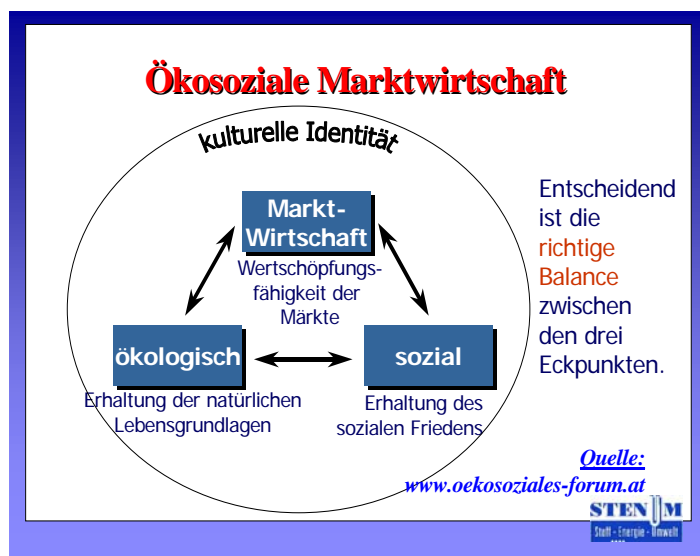 Ökosoziale Marktwirtschaft
kulturelle Identität
Markt-
Wirtschaft
Wertschöpfungs-
fähigkeit der
Märkte
ökologisch
Erhaltung der natürlichen
Lebensgrundlagen
sozial
Erhaltung des
sozialen Friedens
Entscheidend
ist die
richtige
Balance
zwischen
den drei
Eckpunkten.
Quelle:
www.oekosoziales-forum.at
STENUM
Stoff - Energie - Umwelt